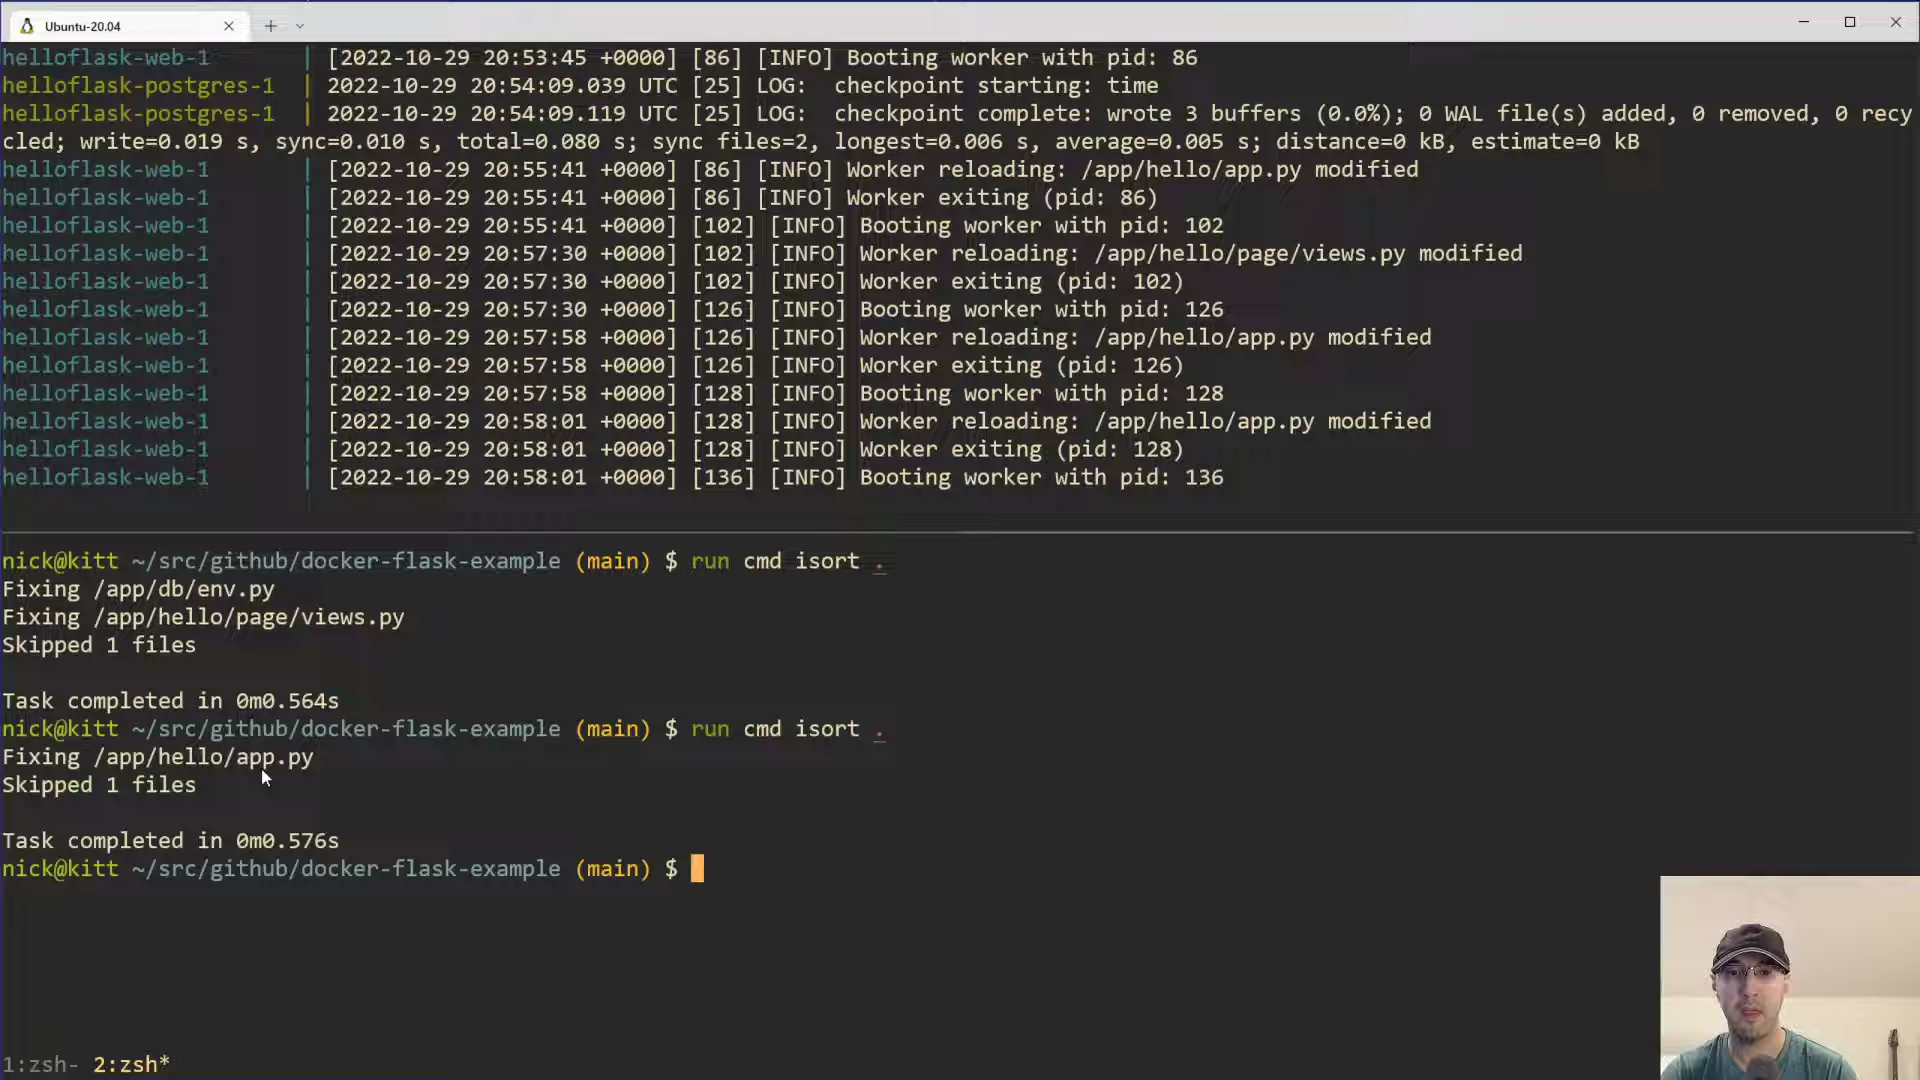 Ubuntu-20.04
helloflask-web-1 | [2022-10-29 20:53:45 +0000] [86] [INFO] Booting worker with pid: 86
helloflask-postgres-1 | 2022-10-29 20:54:09.039 UTC [25] LOG:  checkpoint starting: time
helloflask-postgres-1 | 2022-10-29 20:54:09.119 UTC [25] LOG:  checkpoint complete: wrote 3 buffers (0.0%); 0 WAL file(s) added, 0 removed, 0 recy
cled; write=0.019 s, sync=0.010 s, total=0.080 s; sync files=2, longest=0.006 s, average=0.005 s; distance=0 kB, estimate=0 kB
helloflask-web-1 | [2022-10-29 20:55:41 +0000] [86] [INFO] Worker reloading: /app/hello/app.py modified
helloflask-web-1 | [2022-10-29 20:55:41 +0000] [86] [INFO] Worker exiting (pid: 86)
helloflask-web-1 | [2022-10-29 20:55:41 +0000] [102] [INFO] Booting worker with pid: 102
helloflask-web-1 | [2022-10-29 20:57:30 +0000] [102] [INFO] Worker reloading: /app/hello/page/views.py modified
helloflask-web-1 | [2022-10-29 20:57:30 +0000] [102] [INFO] Worker exiting (pid: 102)
helloflask-web-1 | [2022-10-29 20:57:30 +0000] [126] [INFO] Booting worker with pid: 126
helloflask-web-1 | [2022-10-29 20:57:58 +0000] [126] [INFO] Worker reloading: /app/hello/app.py modified
helloflask-web-1 | [2022-10-29 20:57:58 +0000] [126] [INFO] Worker exiting (pid: 126)
helloflask-web-1 | [2022-10-29 20:57:58 +0000] [128] [INFO] Booting worker with pid: 128
helloflask-web-1 | [2022-10-29 20:58:01 +0000] [128] [INFO] Worker reloading: /app/hello/app.py modified
helloflask-web-1 | [2022-10-29 20:58:01 +0000] [128] [INFO] Worker exiting (pid: 128)
helloflask-web-1 | [2022-10-29 20:58:01 +0000] [136] [INFO] Booting worker with pid: 136
nick@kitt ~/src/github/docker-flask-example (main) $ run cmd isort .
Fixing /app/db/env.py
Fixing /app/hello/page/views.py
Skipped 1 files
Task completed in 0m0.564s
nick@kitt ~/src/github/docker-flask-example (main) $ run cmd isort .
Fixing /app/hello/app.py
Skipped 1 files
Task completed in 0m0.576s
nick@kitt ~/src/github/docker-flask-example (main) $
1:zsh- 2:zsh*